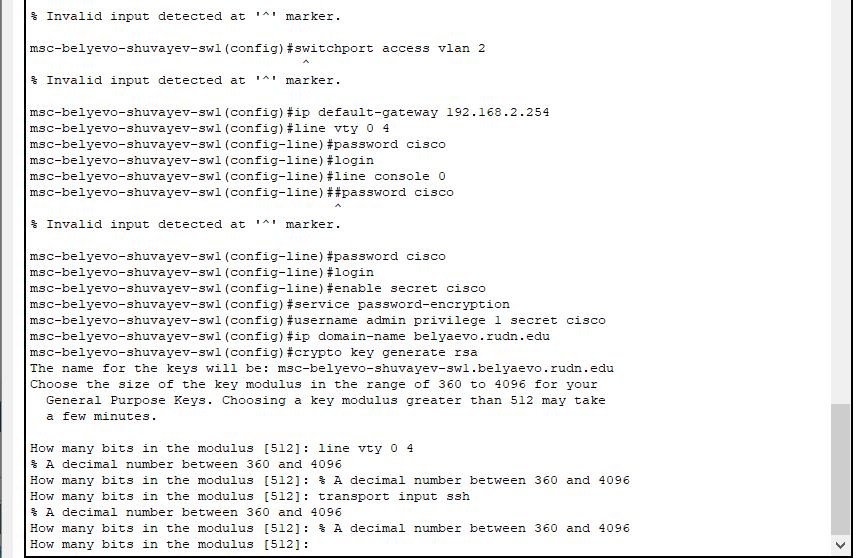 % Invalid input detected at '^' marker.
msc-belyevo-shuvayev-sw1(config)#switchport access vlan 2
^
% Invalid input detected at '^' marker.
msc-belyevo-shuvayev-sw1(config)#ip default-gateway 192.168.2.254
msc-belyevo-shuvayev-sw1(config)#line vty 0 4
msc-belyevo-shuvayev-sw1(config-line)#password cisco
msc-belyevo-shuvayev-sw1(config-line)#login
msc-belyevo-shuvayev-sw1(config-line)#line console 0
msc-belyevo-shuvayev-sw1(config-line)##password cisco
^
% Invalid input detected at '^' marker.
msc-belyevo-shuvayev-sw1(config-line)#password cisco
msc-belyevo-shuvayev-sw1(config-line)#login
msc-belyevo-shuvayev-sw1(config-line)#enable secret cisco
msc-belyevo-shuvayev-sw1(config)#service password-encryption
msc-belyevo-shuvayev-sw1(config)#username admin privilege 1 secret cisco
msc-belyevo-shuvayev-sw1(config)#ip domain-name belyaevo.rudn.edu
msc-belyevo-shuvayev-sw1(config)#crypto key generate rsa
The name for the keys will be: msc-belyevo-shuvayev-sw1.belyaevo.rudn.edu
Choose the size of the key modulus in the range of 360 to 4096 for your
General Purpose Keys. Choosing a key modulus greater than 512 may take
a few minutes.
How many bits in the modulus [512]: line vty 0 4
% A decimal number between 360 and 4096
How many bits in the modulus [512]: % A decimal number between 360 and 4096
How many bits in the modulus [512]: transport input ssh
% A decimal number between 360 and 4096
How many bits in the modulus [512]: % A decimal number between 360 and 4096
How many bits in the modulus [512]: